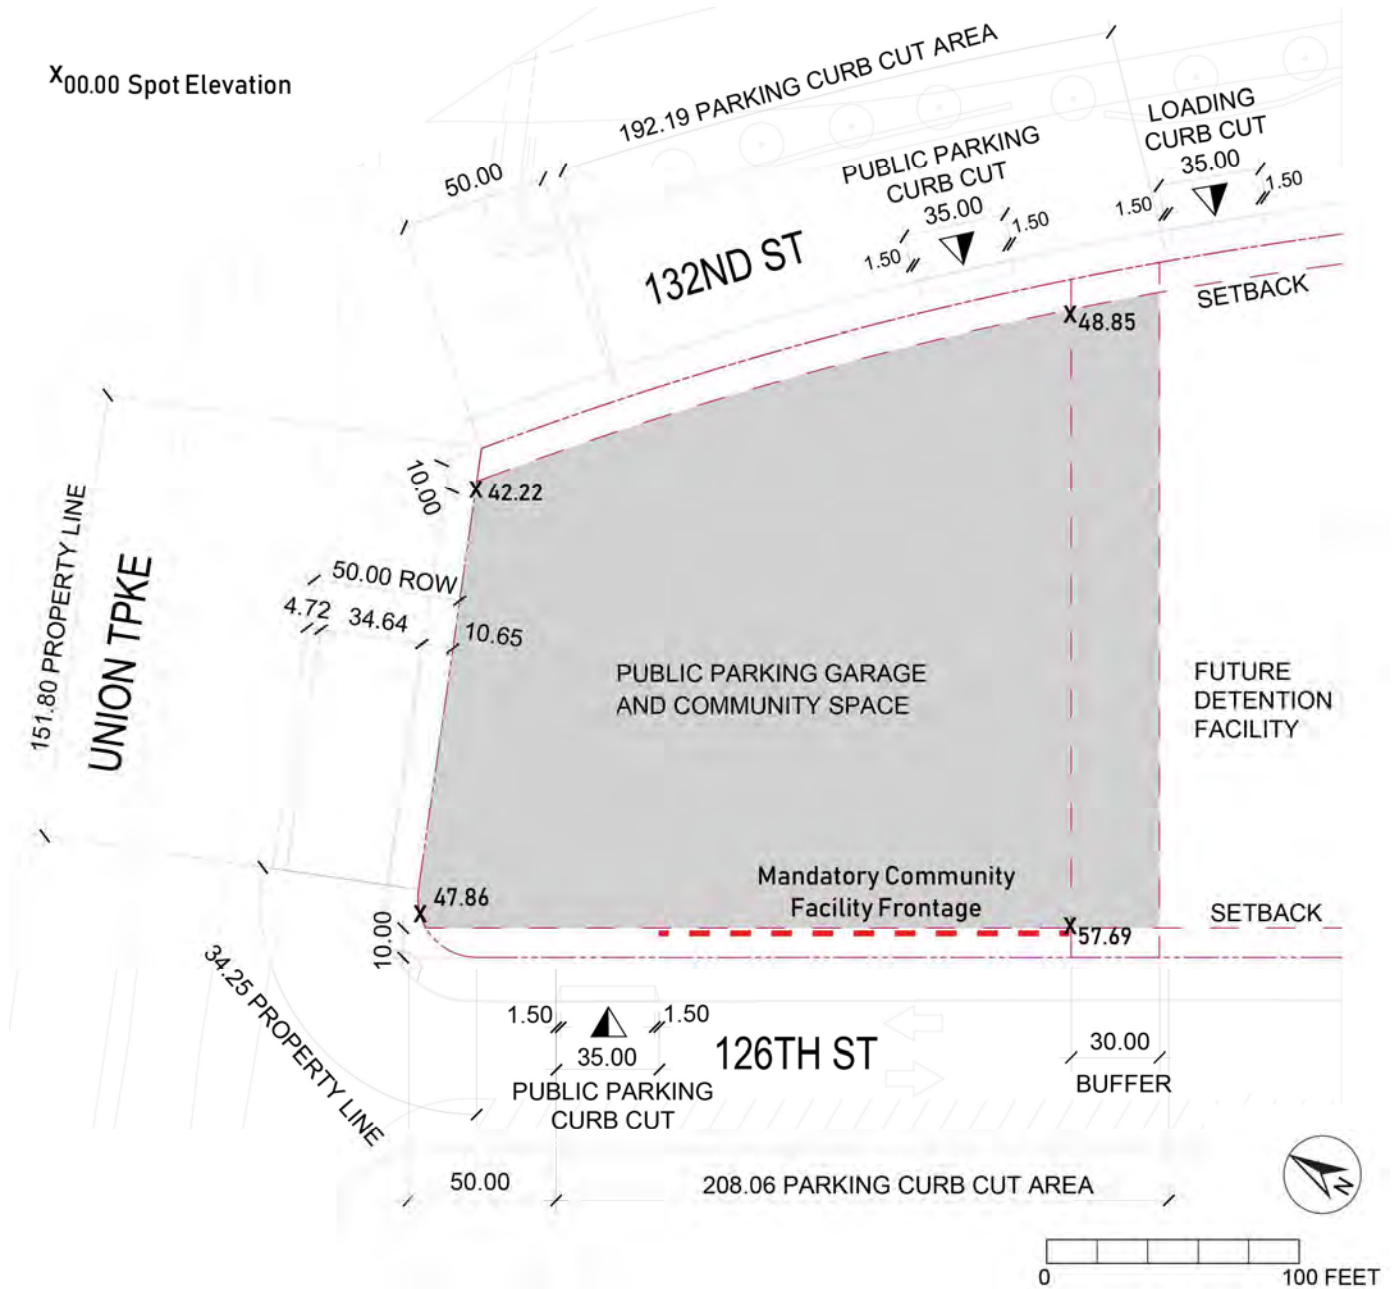 X00.00 Spot Elevation
192.19 PARKING CURB CUT AREA
50.00
LOADING
CURB CUT
35.00
1.50
1.50
PUBLIC PARKING
CURB CUT
35.00
1.50
1.50
132ND ST
SETBACK
X48.85
10.00
X 42.22
151.80 PROPERTY LINE
UNION TPKE
50.00 ROW
4.72
34.64
10.65
PUBLIC PARKING GARAGE
AND COMMUNITY SPACE
FUTURE
DETENTION
FACILITY
Mandatory Community
Facility Frontage
47.86
X
SETBACK
X57.69
10.00
34.25 PROPERTY LINE
1.50
1.50
35.00
PUBLIC PARKING
CURB CUT
126TH ST
30.00
BUFFER
50.00
208.06 PARKING CURB CUT AREA
N
0
100 FEET